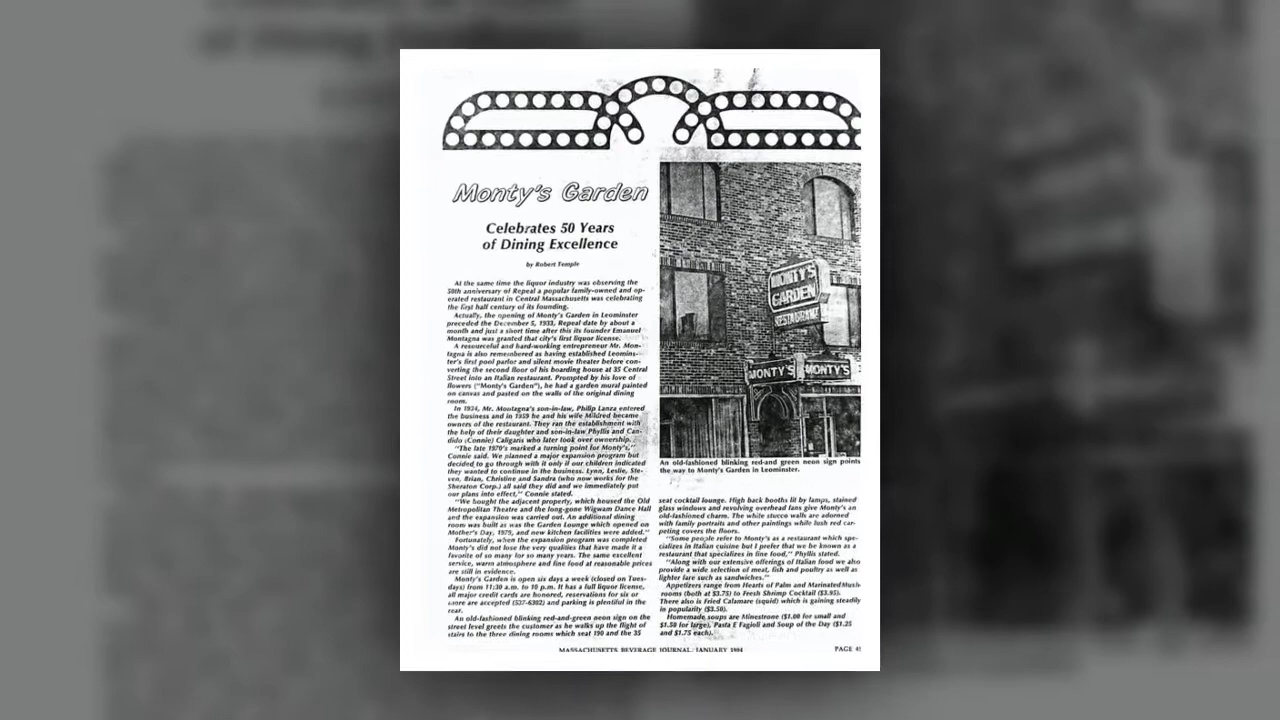 Monty's Garden
Celebrates 50 Years
of Dining Excellence
by Robert Temple
At the same time the liquor industry was observing the
50th anniversary of Repeal a popular family-owned and op-
erated restaurant in Central Massachusetts was celebrating
the first half century of its founding.
Actually, the opening of Monty's Garden in Leominster
preceded the December 5, 1933, Repeal date by about a
month and just a short time after this its founder Emanuel
Montagna was granted that city's first liquor license.
A resourceful and hard-working entrepreneur Mr. Mon-
tagna is also remembered as having established Leomins-
ter's first pool parlor and silent movie theater before con-
verting the second floor of his boarding house at 35 Central
Street into an Italian restaurant. Prompted by his love of
flowers ("Monty's Garden"), he had a garden mural painted
on canvas and pasted on the walls of the original dining
room.
In 1934, Mr. Montagna's son-in-law, Philip Lanza entered
the business and in 1959 he and his wife Mildred became
owners of the restaurant. They ran the establishment with
the help of their daughter and son-in-law Phyllis and Can-
dido (Connie) Caligaris who later took over ownership.
"The late 1970's marked a turning point for Monty's,"
Connie said. We planned a major expansion program but
decided to go through with it only if our children indicated
they wanted to continue in the business. Lynn, Leslie, Ste-
ven, Brian, Christine and Sandra (who now works for the
Sheraton Corp.) all said they did and we immediately put
our plans into effect," Connie stated.
"We bought the adjacent property, which housed the Old
Metropolitan Theatre and the long-gone Wigwam Dance Hall
and the expansion was carried out. An additional dining
room was built as was the Garden Lounge which opened on
Mother's Day, 1979, and new kitchen facilities were added."
Fortunately, when the expansion program was completed
Monty's did not lose the very qualities that have made it a
favorite of so many for so many years. The same excellent
service, warm atmosphere and fine food at reasonable prices
are still in evidence.
Monty's Garden is open six days a week (closed on Tues-
days) from 11:30 a.m. to 10 p.m. It has a full liquor license,
all major credit cards are honored, reservations for six or
more are accepted (537-6302) and parking is plentiful in the
rear.
An old-fashioned blinking red-and-green neon sign on the
street level greets the customer as he walks up the flight of
stairs to the three dining rooms which seat 190 and the 35
MONTY'S
GARDEN
RESTAURANT
MONTY'S MONTY'S
An old-fashioned blinking red-and green neon sign points
the way to Monty's Garden in Leominster.
seat cocktail lounge. High back booths lit by lamps, stained
glass windows and revolving overhead fans give Monty's an
old-fashioned charm. The white stucco walls are adorned
with family portraits and other paintings while lush red car-
peting covers the floors.
"Some people refer to Monty's as a restaurant which spe-
cializes in Italian cuisine but I prefer that we be known as a
restaurant that specializes in fine food," Phyllis stated.
"Along with our extensive offerings of Italian food we also
provide a wide selection of meat, fish and poultry as well as
lighter fare such as sandwiches."
Appetizers range from Hearts of Palm and Marinated Mush-
rooms (both at $3.75) to Fresh Shrimp Cocktail ($3.95).
There also is Fried Calamare (squid) which is gaining steadily
in popularity ($3.50).
Homemade soups are Minestrone ($1.00 for small and
$1.50 for large), Pasta E Fagioli and Soup of the Day ($1.25
and $1.75 each).
MASSACHUSETTS BEVERAGE JOURNAL/JANUARY 1984
PAGE 41